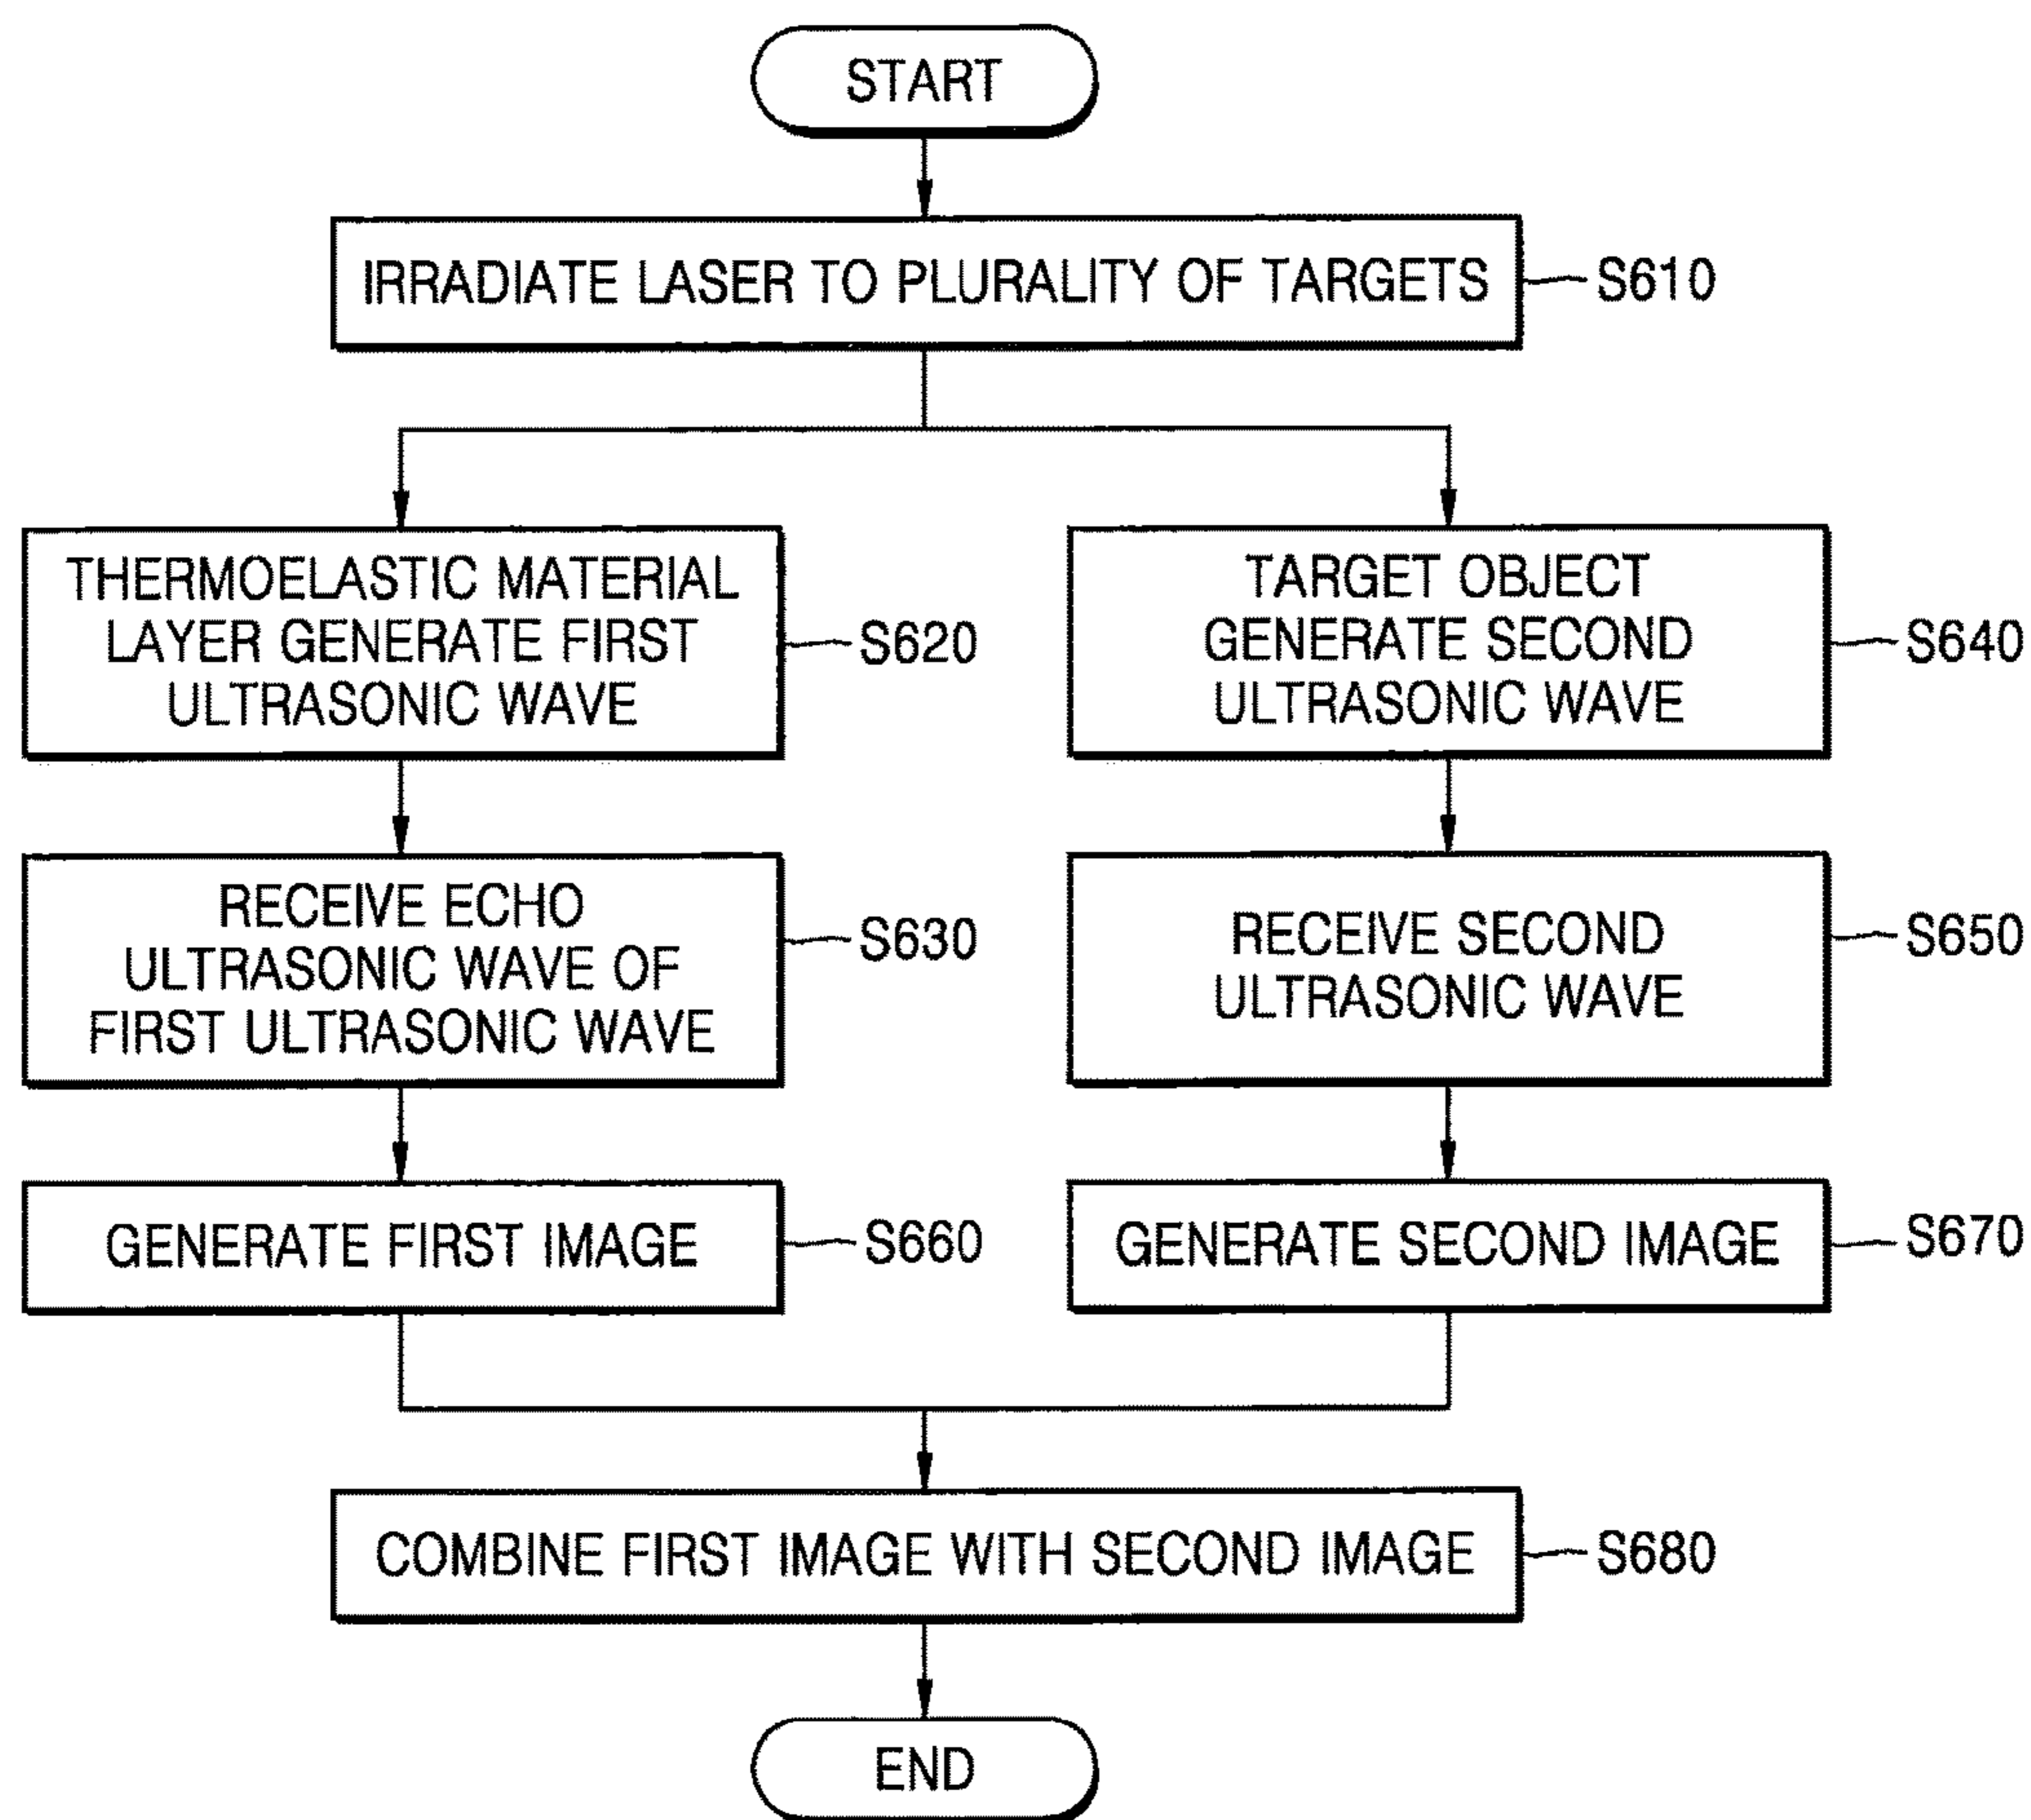 START
IRRADIATE LASER TO PLURALITY OF TARGETS
S610
THERMOELASTIC MATERIAL
LAYER GENERATE FIRST
ULTRASONIC WAVE
S620
TARGET OBJECT
GENERATE SECOND
ULTRASONIC WAVE
S640
RECEIVE ECHO
ULTRASONIC WAVE OF
FIRST ULTRASONIC WAVE
S630
RECEIVE SECOND
ULTRASONIC WAVE
S650
GENERATE FIRST IMAGE
S660
GENERATE SECOND IMAGE
S670
COMBINE FIRST IMAGE WITH SECOND IMAGE
S680
END